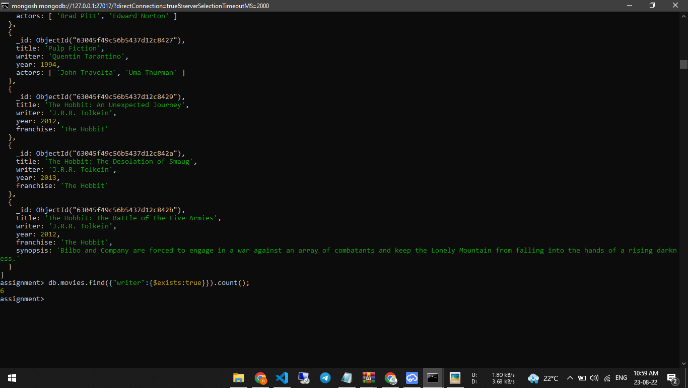 mongosh mongodb://127.0.0.1:27017/?directionConnection=true&serverSelectionTimeoutMS=2000
actors: [ 'Brad Pitt', 'Edward Norton' ]
},
{
_id: ObjectId("63045f49c56b5437d12c8427"),
title: 'Pulp Fiction',
writer: 'Quentin Tarantino',
year: 1994,
actors: [ 'John Travolta', 'Uma Thurman' ]
},
{
_id: ObjectId("63045f49c56b5437d12c8429"),
title: 'The Hobbit: An Unexpected Journey',
writer: 'J.R.R. Tolkein',
year: 2012,
franchise: 'The Hobbit'
},
{
_id: ObjectId("63045f49c56b5437d12c842a"),
title: 'The Hobbit: The Desolation of Smaug',
writer: 'J.R.R. Tolkein',
year: 2013,
franchise: 'The Hobbit'
},
{
_id: ObjectId("63045f49c56b5437d12c842b"),
title: 'The Hobbit: The Battle of the Five Armies',
writer: 'J.R.R. Tolkein',
year: 2012,
franchise: 'The Hobbit',
synopsis: 'Bilbo and Company are forced to engage in a war against an array of combatants and keep the Lonely Mountain from falling into the hands of a rising darkn
ess.'
}
]
assignment> db.movies.find({"writer":{$exists:true}}).count();
6
assignment>
U: 1.80 kB/s
D: 3.68 kB/s
22°C
ENG
10:59 AM
23-08-22
2